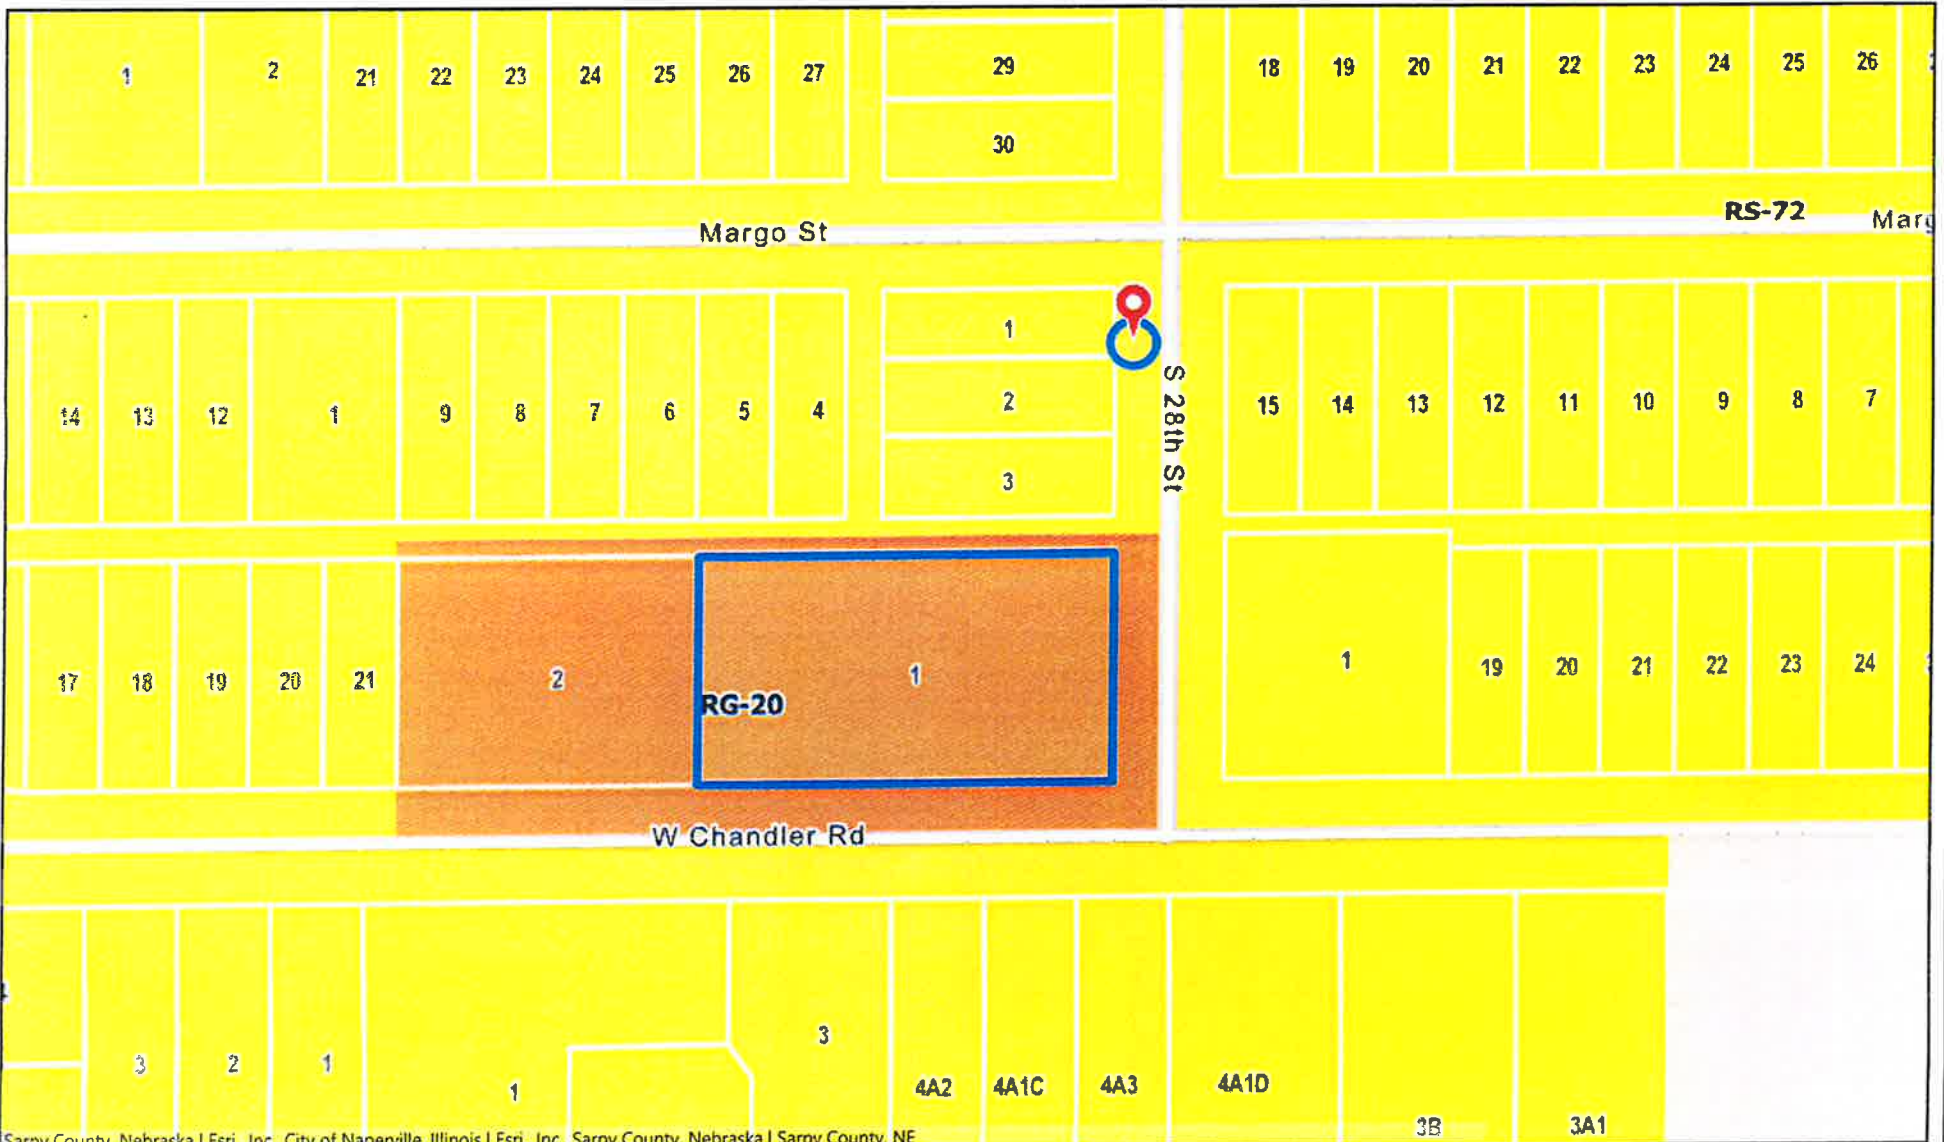 1 2 21 22 23 24 25 26 27 29 18 19 20 21 22 23 24 25 26
30
RS-72
Margo St Marg
1
14 13 12 1 9 8 7 6 5 4 2 S 28th St 15 14 13 12 11 10 9 8 7
3
17 18 19 20 21 2 1 1 19 20 21 22 23 24
RG-20
W Chandler Rd
3 2 1 1 3 4A2 4A1C 4A3 4A1D 3B 3A1
Sarpy County, Nebraska | Esri, Inc., City of Naperville, Illinois | Esri, Inc., Sarpy County, Nebraska | Sarpy County, NE